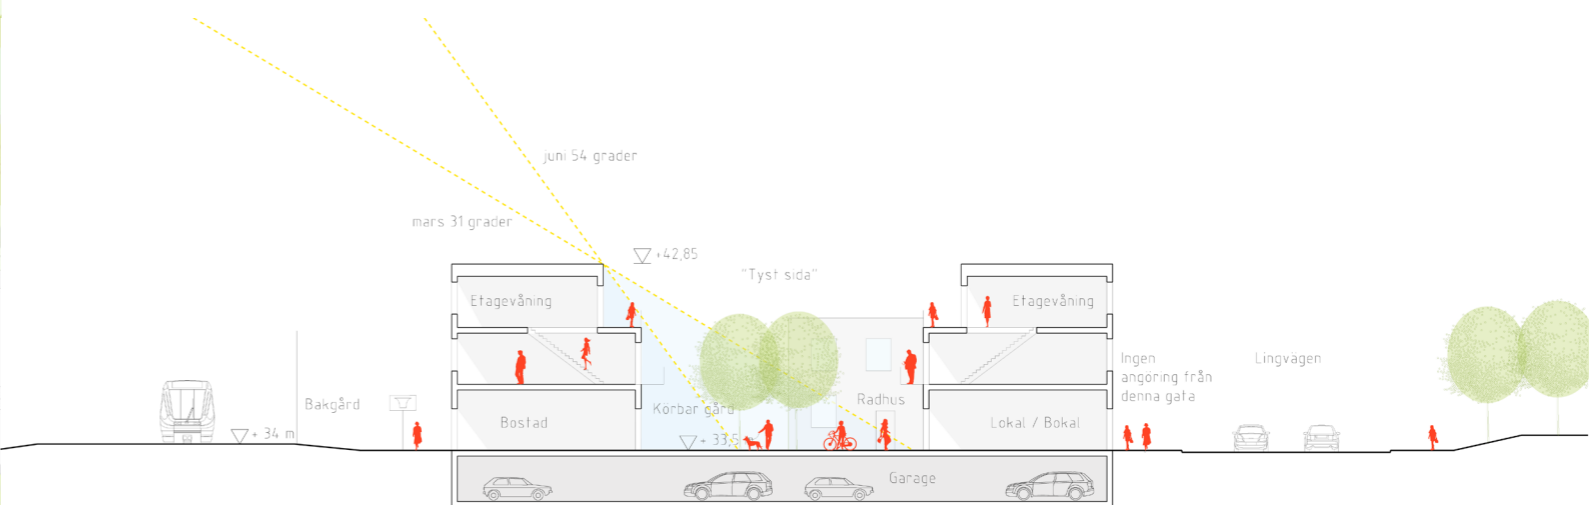 juni 54 grader
mars 31 grader
+42,85
"Tyst sida"
Etagevåning
Etagevåning
Ingen
angöring från
denna gata
Lingvägen
Bakgård
Körbar gård
Radhus
Bostad
Lokal / Bokal
+ 34 m
+ 33,5
Garage